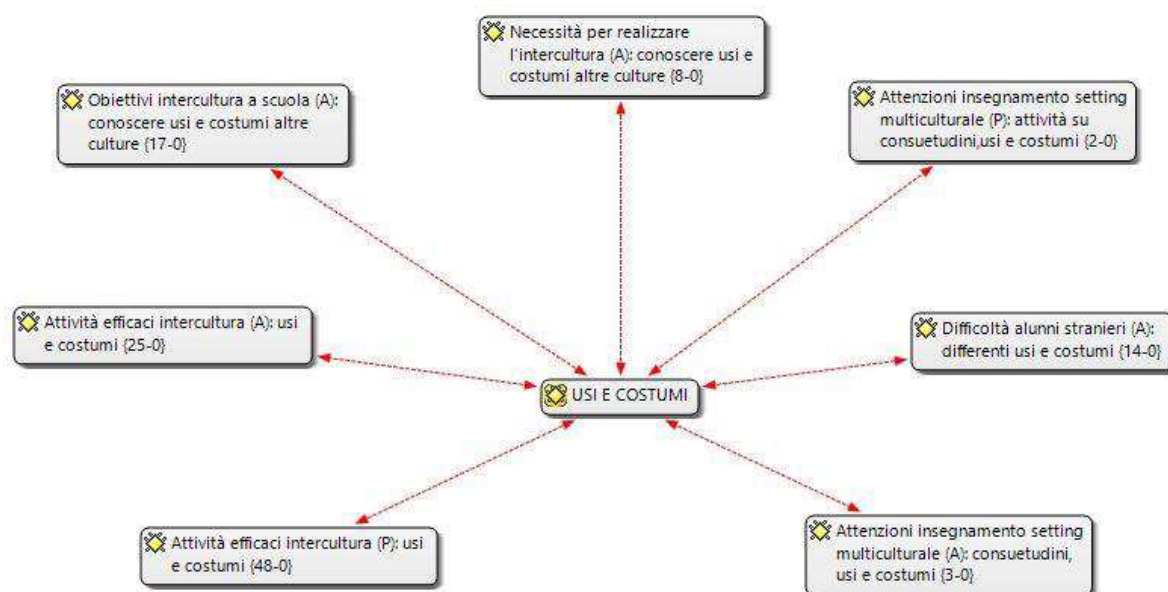 Necessità per realizzare
l'intercultura (A): conoscere usi e
costumi altre culture {8-0}
Obiettivi intercultura a scuola (A):
conoscere usi e costumi altre
culture {17-0}
Attenzioni insegnamento setting
multiculturale (P): attività su
consuetudini,usi e costumi {2-0}
Attività efficaci intercultura (A): usi
e costumi {25-0}
Difficoltà alunni stranieri (A):
differenti usi e costumi {14-0}
USI E COSTUMI
Attività efficaci intercultura (P): usi
e costumi {48-0}
Attenzioni insegnamento setting
multiculturale (A): consuetudini,
usi e costumi {3-0}